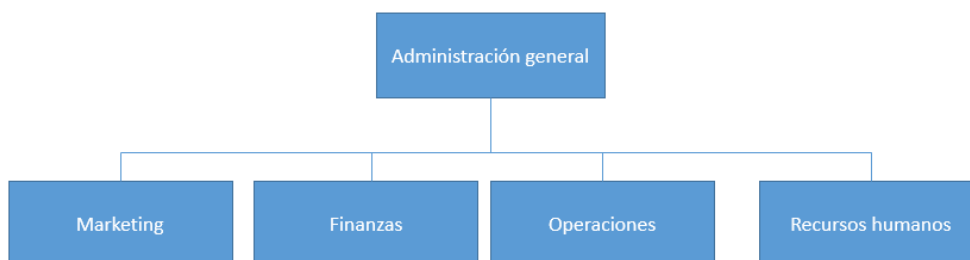 Administración general
Marketing
Finanzas
Operaciones
Recursos humanos